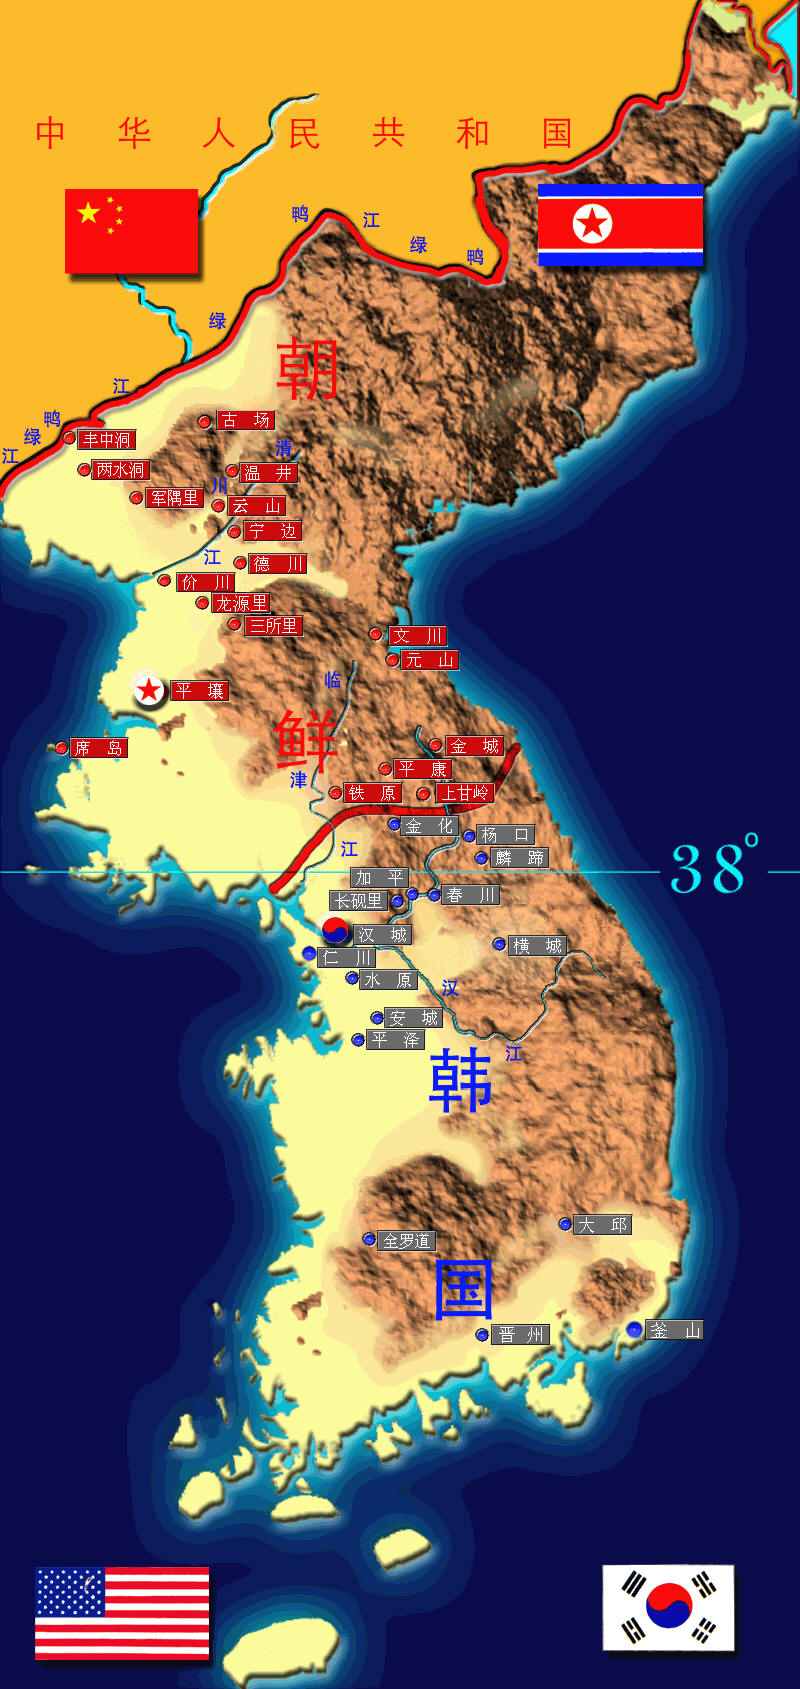 中华人民共和国
鸭绿江
鸭绿江
鸭绿江
朝鲜
古场
丰中洞
清川江
两水洞
温井
军隅里
云山
宁边
德川
价川
龙源里
三所里
文川
元山
临津江
平壤
席岛
金城
平康
铁原
上甘岭
金化
杨口
麟蹄
38°
加平
长砚里
春川
汉城
横城
仁川
水原
汉江
安城
平泽
韩国
大邱
全罗道
釜山
晋州